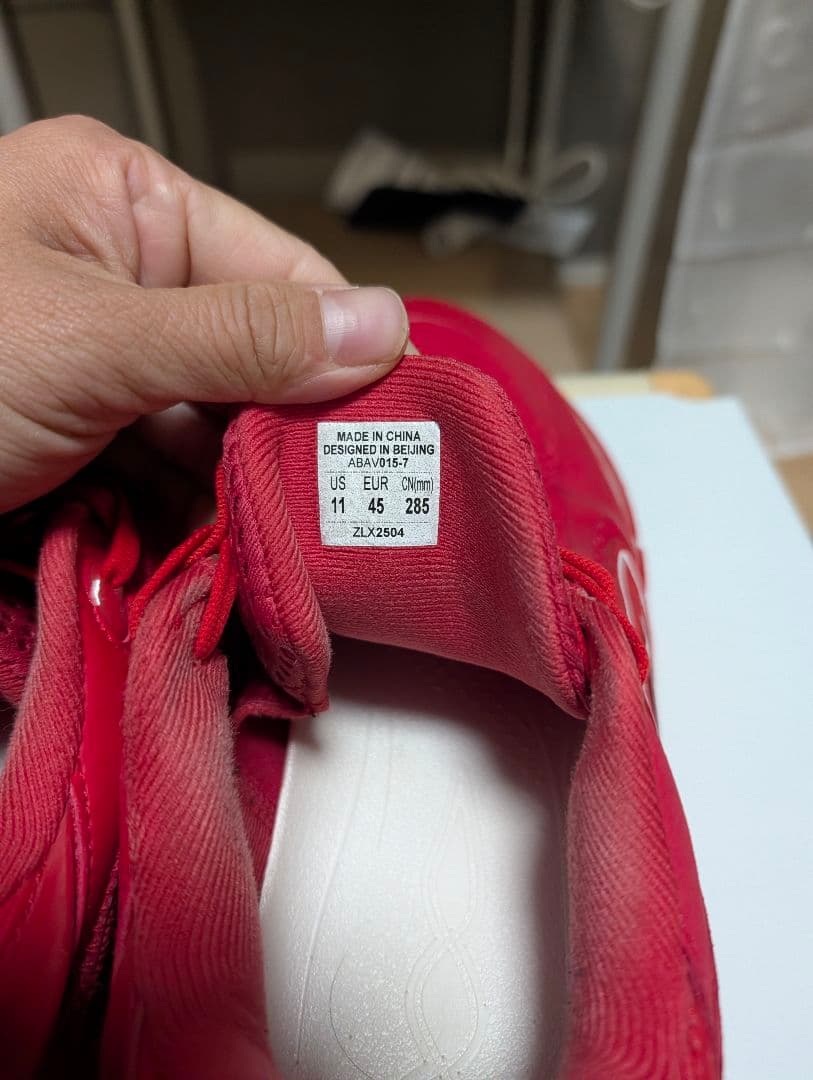 MADE IN CHINA
DESIGNED IN BEIJING
ABAV015-7
US EUR CN(mm)
11 45 285
ZLX2504